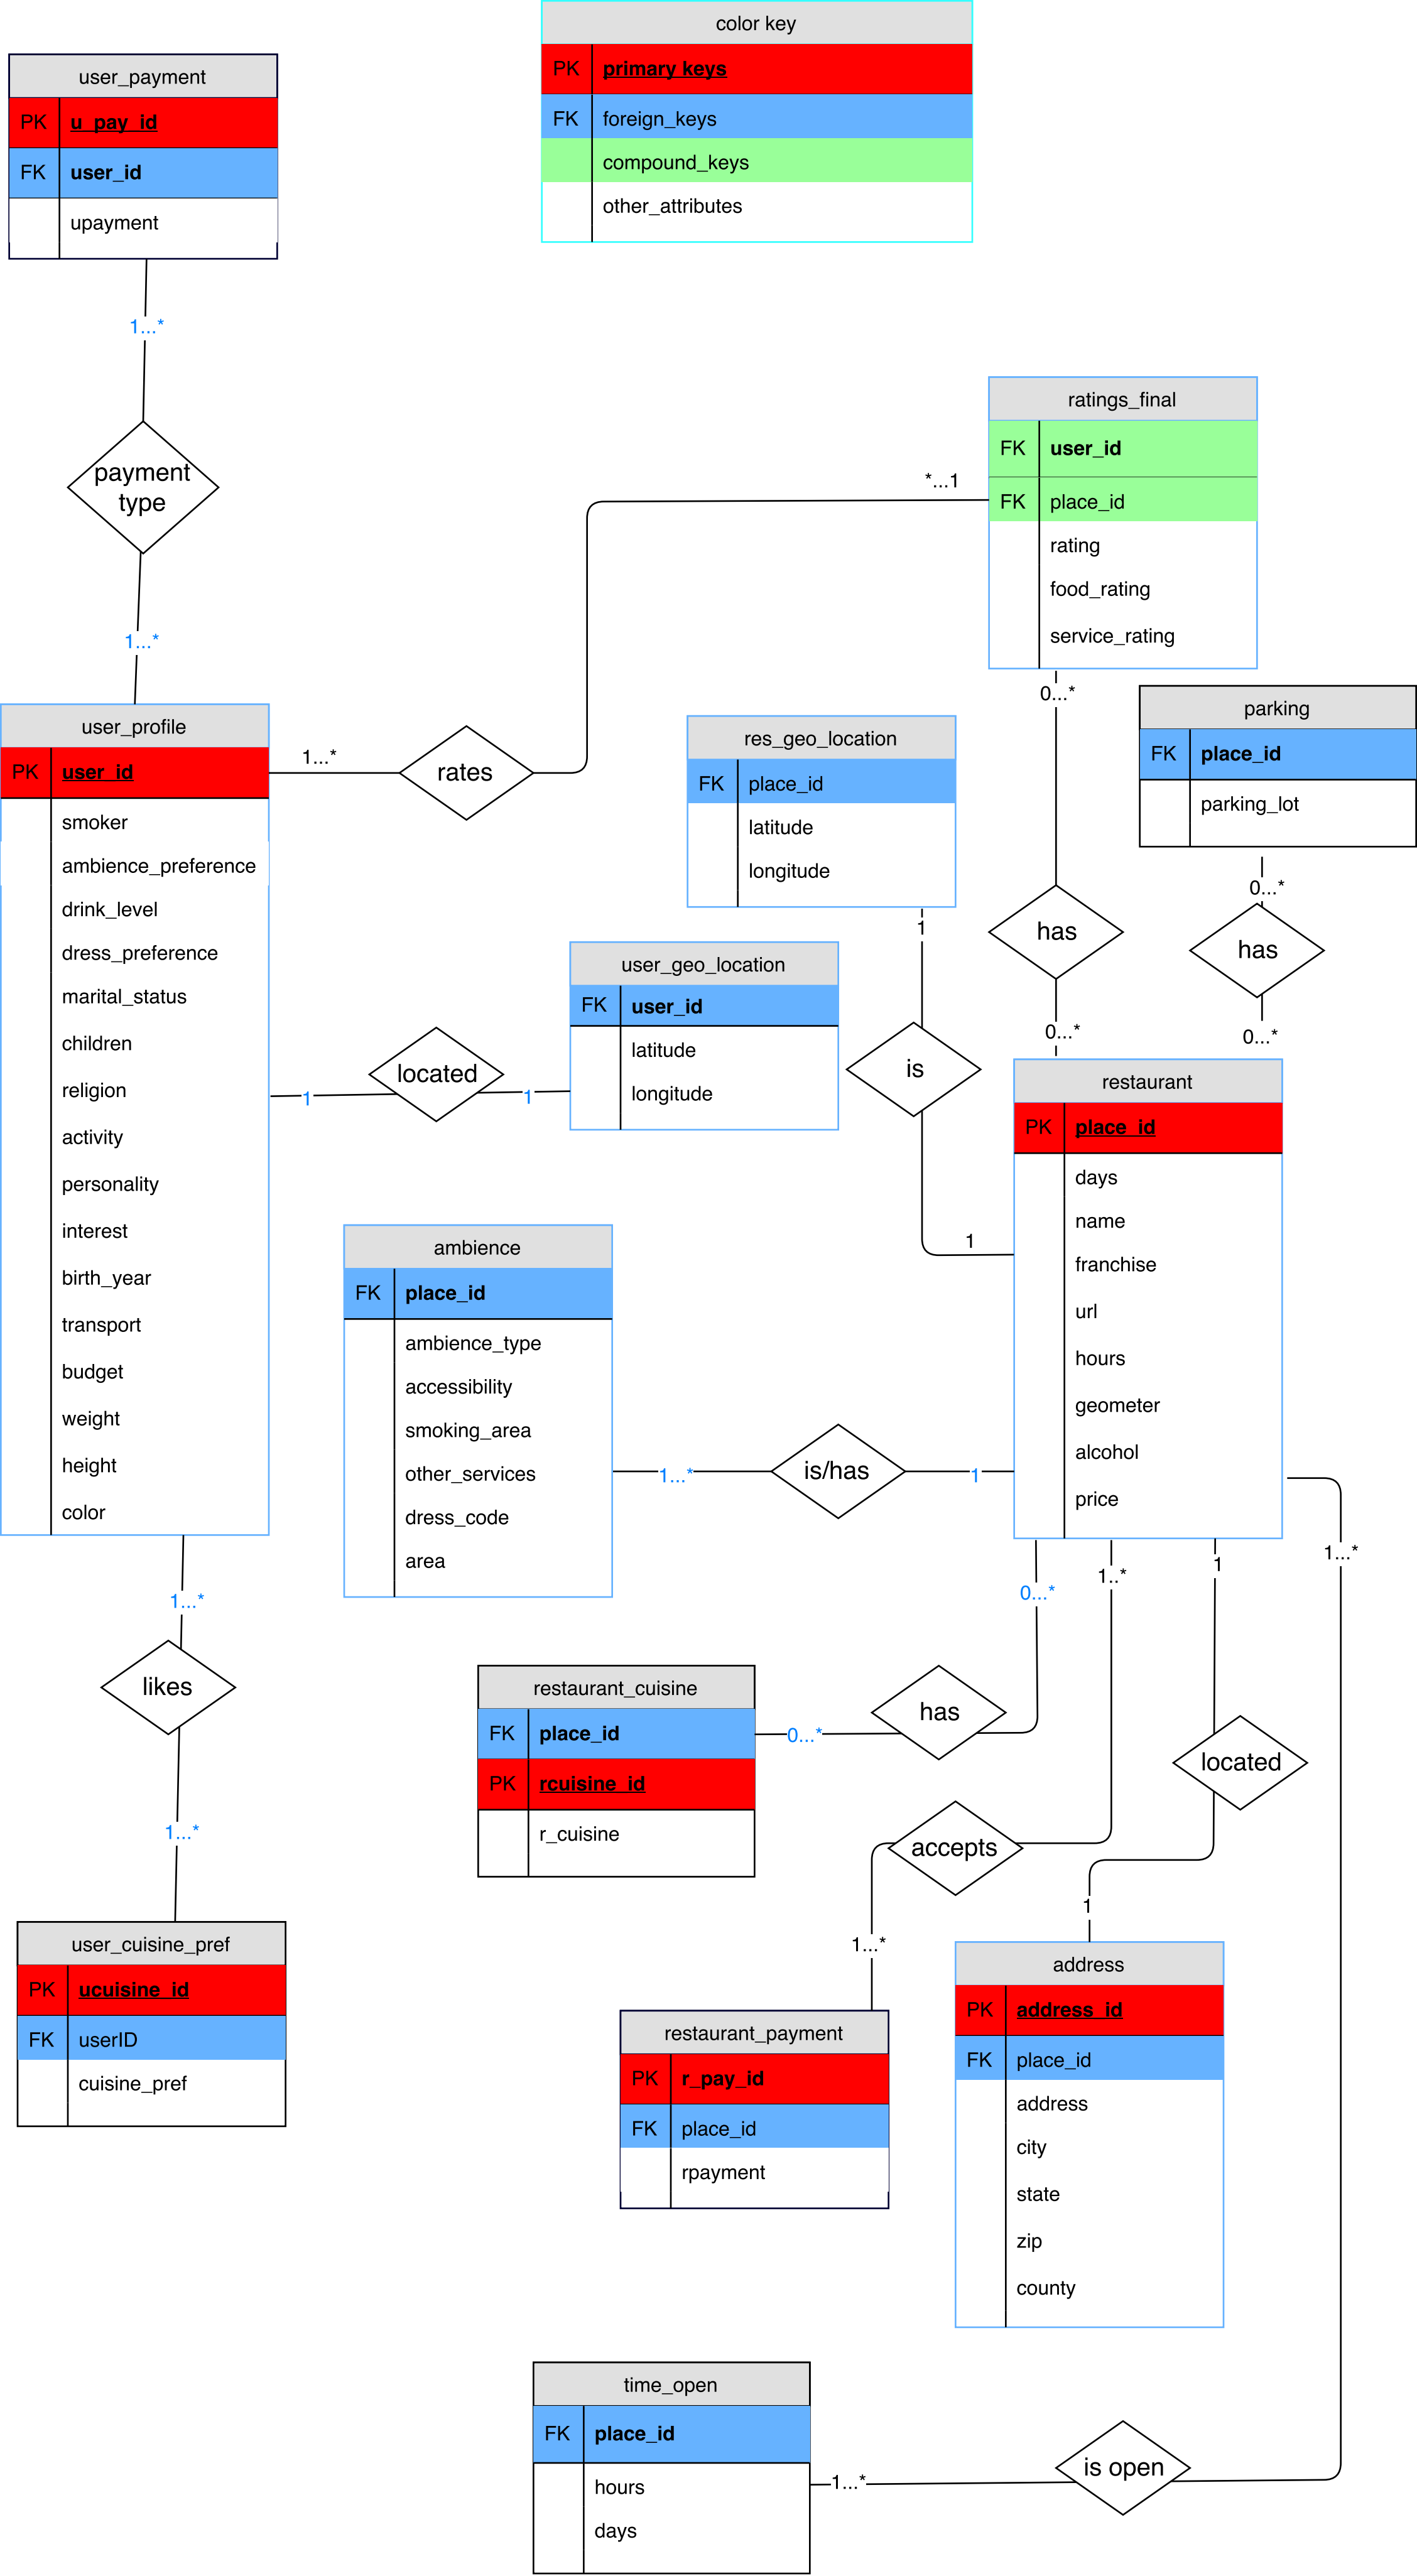 color key
PK primary keys
FK foreign_keys
compound_keys
other_attributes
user_payment
PK u_pay_id
FK user_id
upayment
1...*
payment
type
1...*
ratings_final
FK user_id
FK place_id
rating
food_rating
service_rating
*...1
rates
1...*
user_profile
PK user_id
smoker
ambience_preference
drink_level
dress_preference
marital_status
children
religion
activity
personality
interest
birth_year
transport
budget
weight
height
color
0...*
has
0...*
parking
FK place_id
parking_lot
0...*
has
0...*
res_geo_location
FK place_id
latitude
longitude
1
is
1
user_geo_location
FK user_id
latitude
longitude
1
located
1
restaurant
PK place_id
days
name
franchise
url
hours
geometer
alcohol
price
ambience
FK place_id
ambience_type
accessibility
smoking_area
other_services
dress_code
area
1...*
is/has
1
1...*
likes
1...*
0...*
1..*
1
1...*
restaurant_cuisine
FK place_id
PK rcuisine_id
r_cuisine
0...*
has
located
accepts
1...*
1
user_cuisine_pref
PK ucuisine_id
FK userID
cuisine_pref
restaurant_payment
PK r_pay_id
FK place_id
rpayment
address
PK address_id
FK place_id
address
city
state
zip
county
time_open
FK place_id
hours
days
1...*
is open